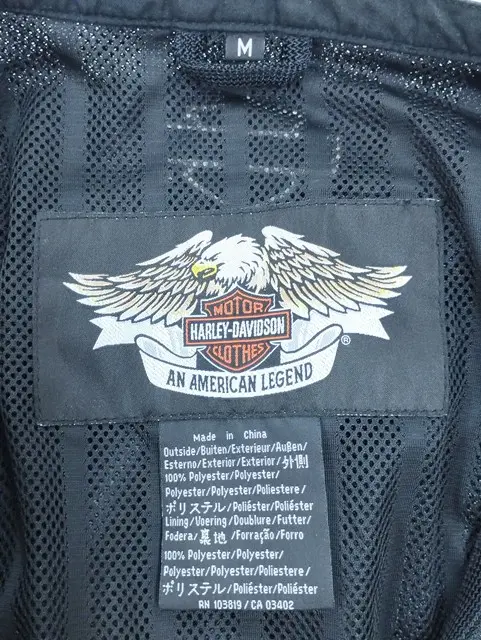 M
MOTOR
HARLEY-DAVIDSON
CLOTHES
®
AN AMERICAN LEGEND
Made in China
Outside/Buiten/Exterieur/Außen/
Esterno/Exterior/Exterior/外側
100% Polyester/Polyester/
Polyester/Polyester/Poliestere/
ポリエステル/Poliéster/Poliéster
Lining/Voering/Doublure/Futter/
Fodera/裏地/Forração/Forro
100% Polyester/Polyester/
Polyester/Polyester/Poliestere/
ポリエステル/Poliéster/Poliéster
RN 103819 / CA 03402